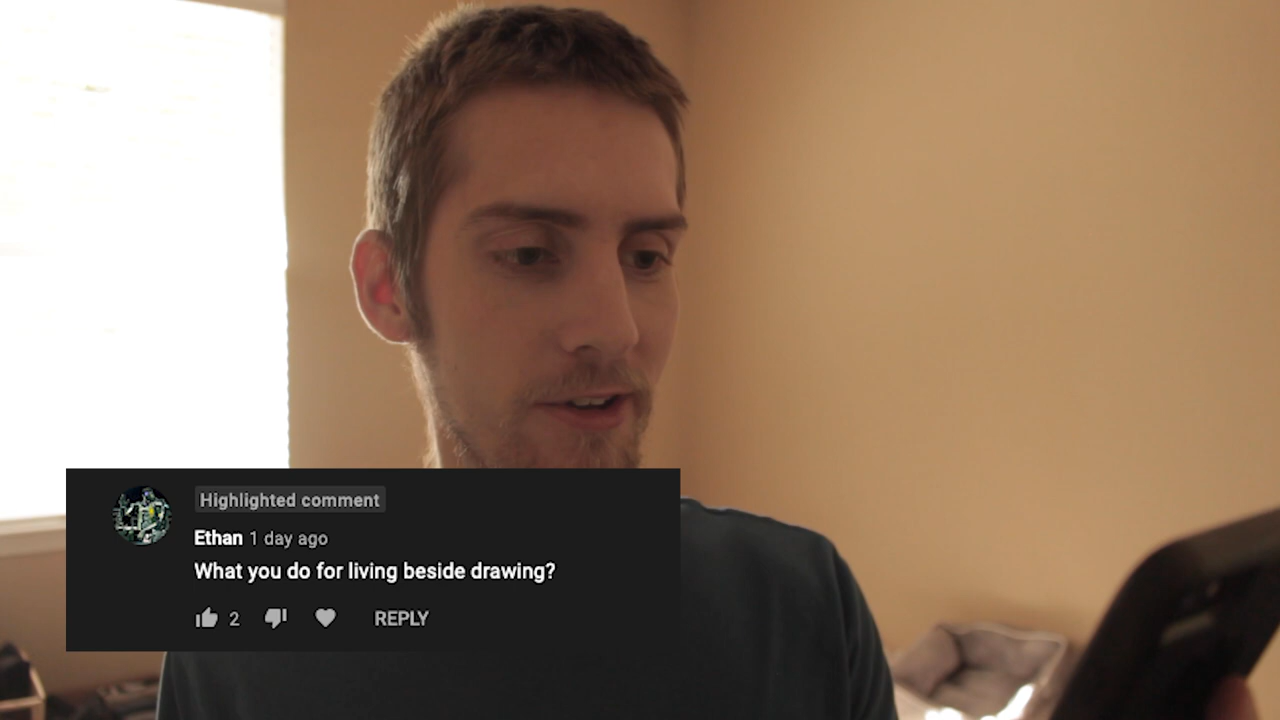 Highlighted comment
Ethan 1 day ago
What you do for living beside drawing?
2 REPLY